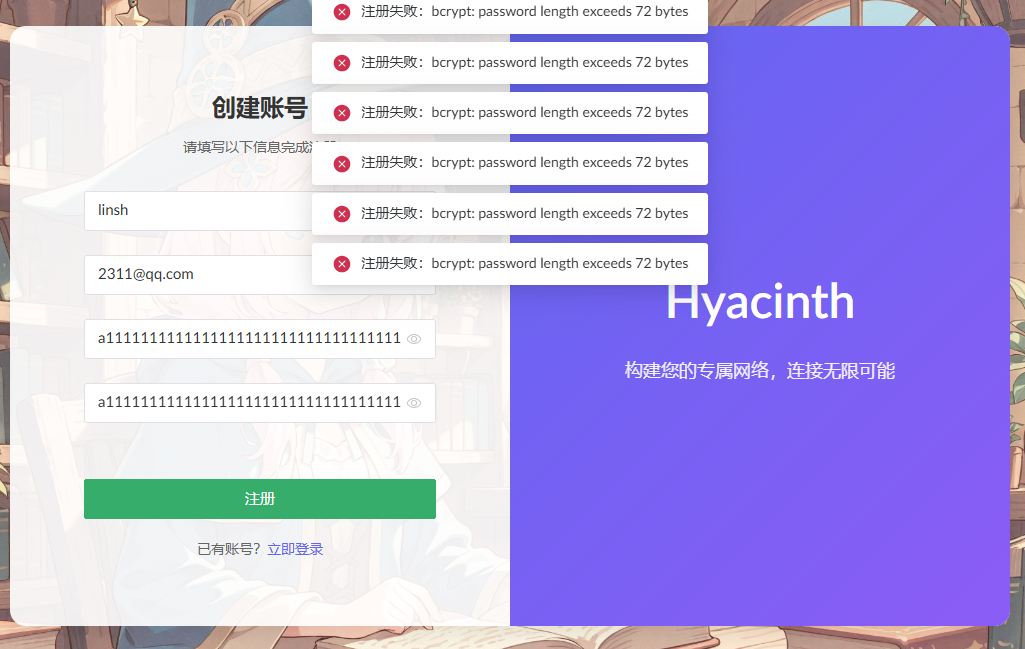 注册失败：bcrypt: password length exceeds 72 bytes
注册失败：bcrypt: password length exceeds 72 bytes
注册失败：bcrypt: password length exceeds 72 bytes
注册失败：bcrypt: password length exceeds 72 bytes
注册失败：bcrypt: password length exceeds 72 bytes
注册失败：bcrypt: password length exceeds 72 bytes
创建账号
请填写以下信息完成
linsh
2311@qq.com
a1111111111111111111111111111111111
a1111111111111111111111111111111111
注册
已有账号？立即登录
Hyacinth
构建您的专属网络，连接无限可能